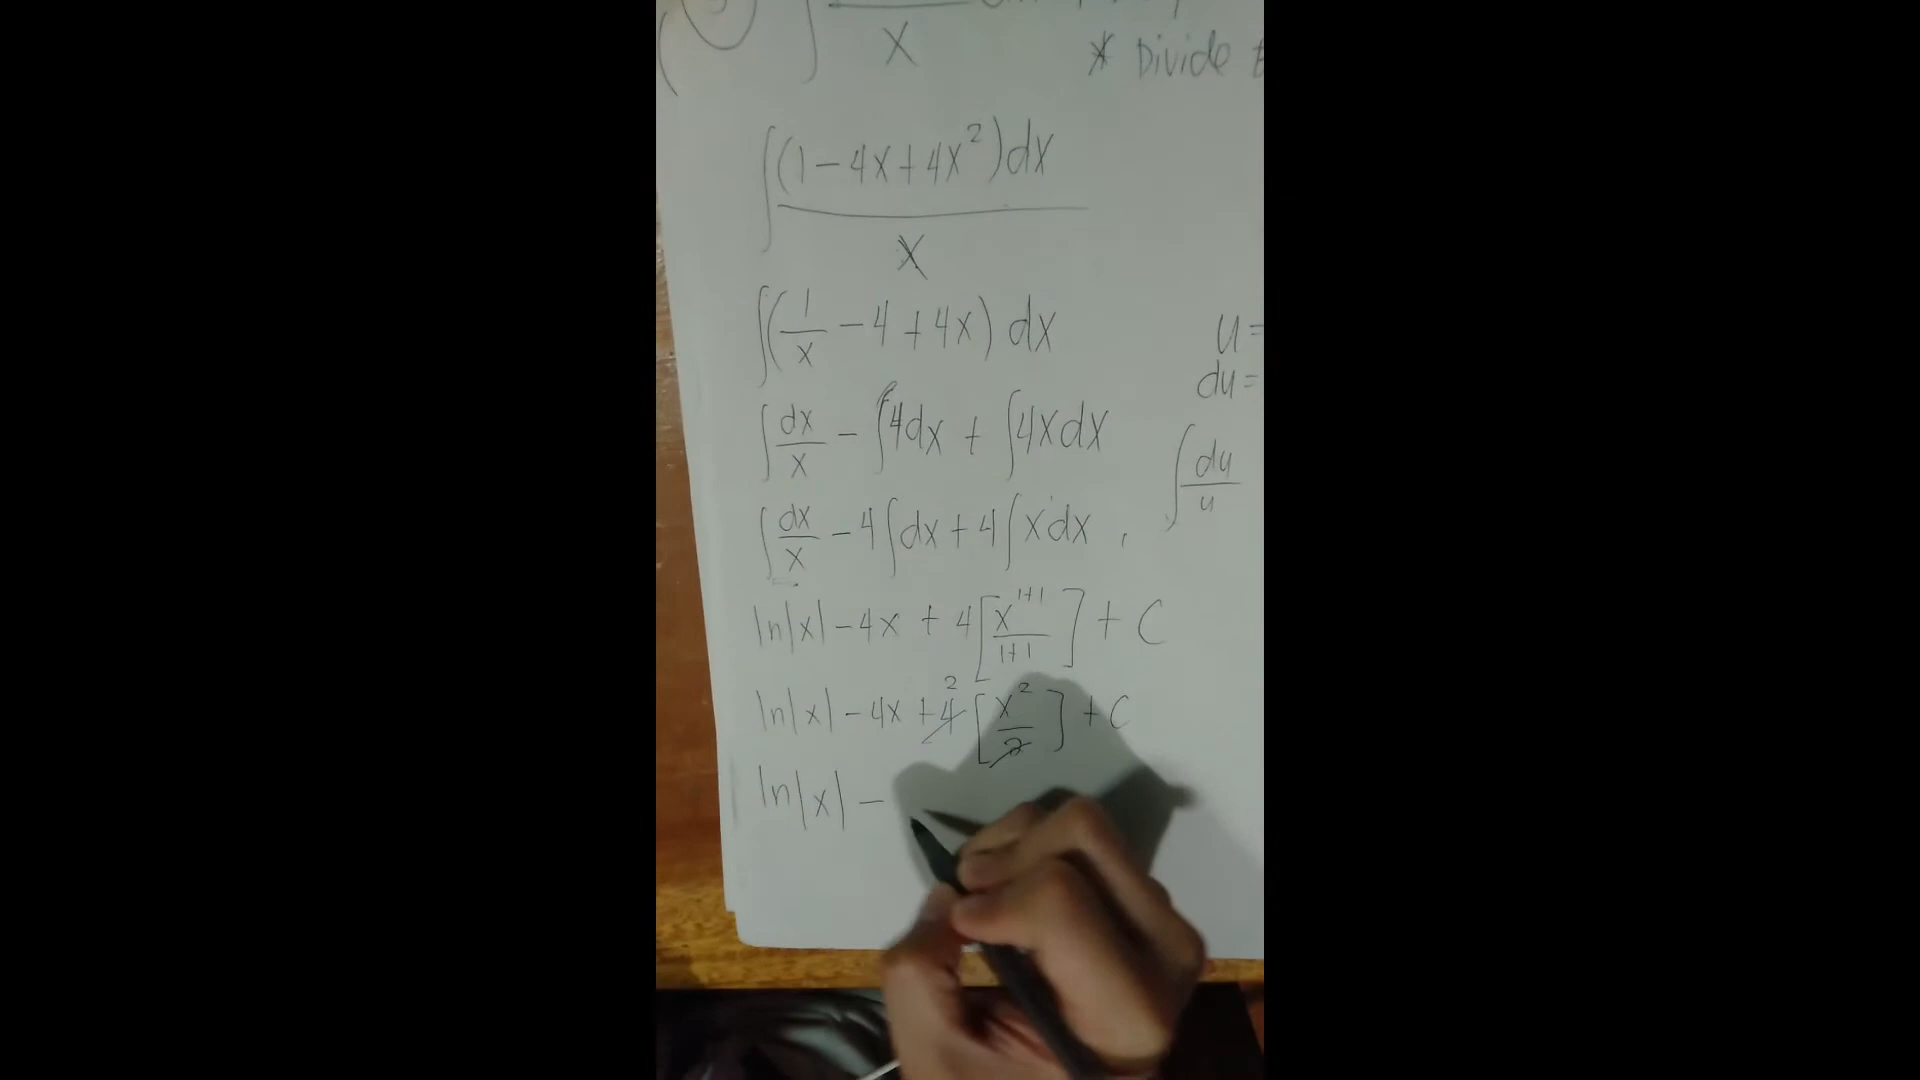 ∫ x
* Divide
∫ (1 - 4x + 4x²)dx / x
∫ (1/x - 4 + 4x) dx
u =
du =
∫ dx/x - ∫4dx + ∫4xdx
∫ du/u
∫ dx/x - 4∫dx + 4∫x dx
ln|x| - 4x + 4[x^(1+1) / 1+1] + C
2
ln|x| - 4x + 4[x²/2] + C
ln|x| -